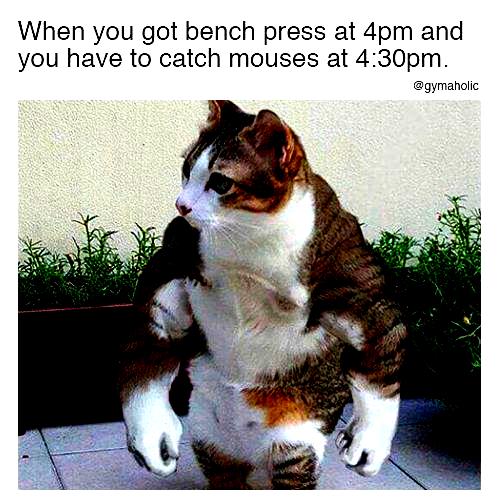 When you got bench press at 4pm and
you have to catch mouses at 4:30pm.
@gymaholic